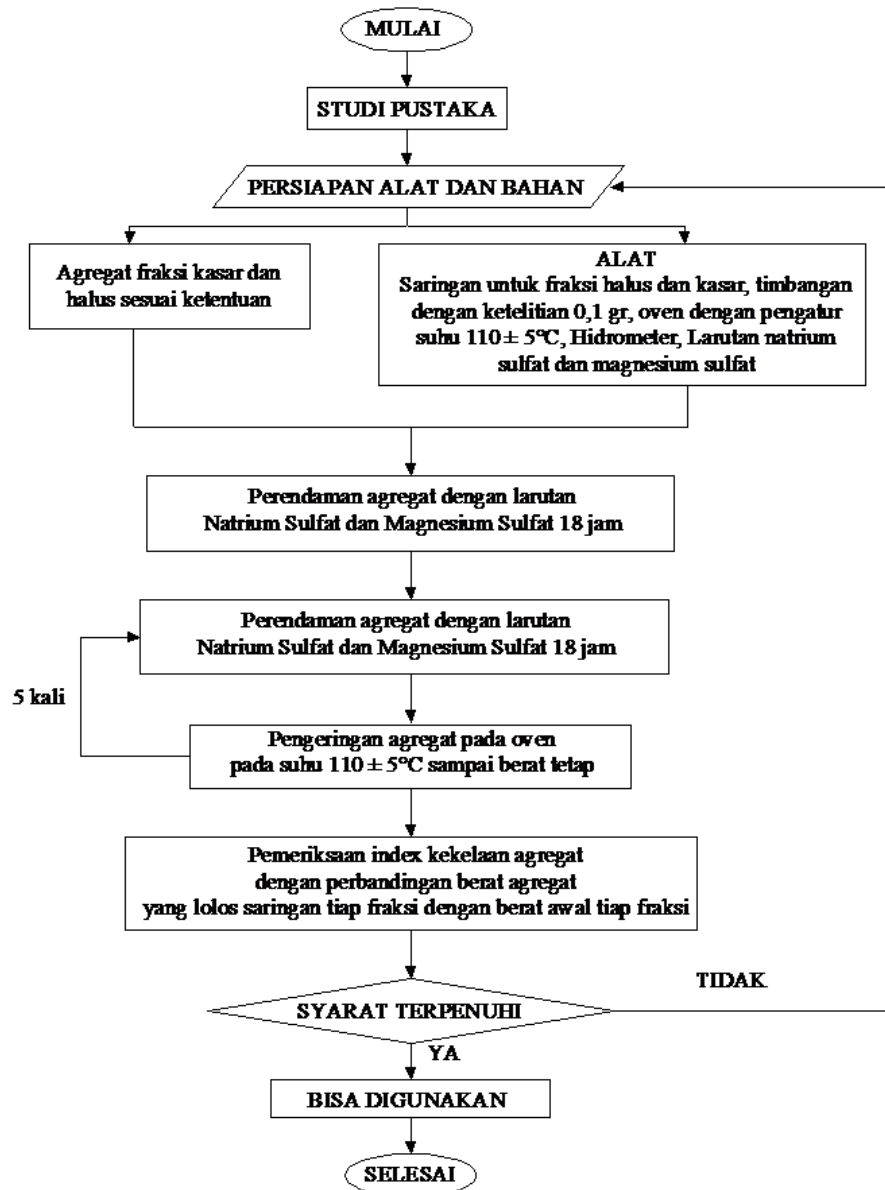 MULAI
STUDI PUSTAKA
PERSIAPAN ALAT DAN BAHAN
Agregat fraksi kasar dan
halus sesuai ketentuan
ALAT
Saringan untuk fraksi halus dan kasar, timbangan
dengan ketelitian 0,1 gr, oven dengan pengatur
suhu 110 ± 5°C, Hidrometer, Larutan natrium
sulfat dan magnesium sulfat
Perendaman agregat dengan larutan
Natrium Sulfat dan Magnesium Sulfat 18 jam
Perendaman agregat dengan larutan
Natrium Sulfat dan Magnesium Sulfat 18 jam
5 kali
Pengeringan agregat pada oven
pada suhu 110 ± 5°C sampai berat tetap
Pemeriksaan index kekelaan agregat
dengan perbandingan berat agregat
yang lolos saringan tiap fraksi dengan berat awal tiap fraksi
TIDAK
SYARAT TERPENUHI
YA
BISA DIGUNAKAN
SELESAI